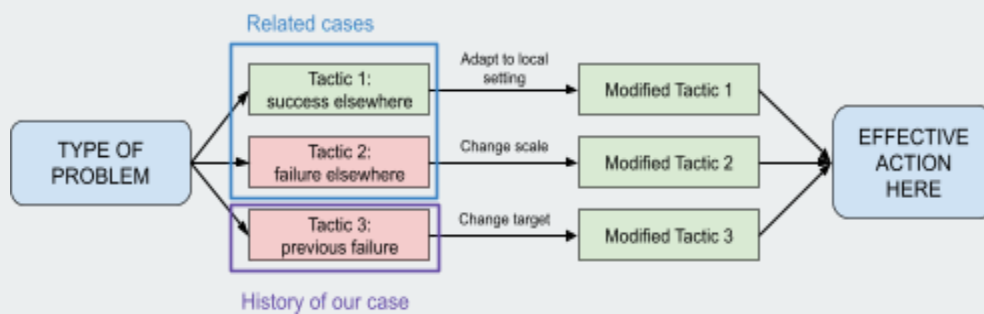 Related cases
TYPE OF
PROBLEM
Tactic 1:
success elsewhere
Adapt to local
setting
Modified Tactic 1
Tactic 2:
failure elsewhere
Change scale
Modified Tactic 2
Tactic 3:
previous failure
Change target
Modified Tactic 3
EFFECTIVE
ACTION
HERE
History of our case